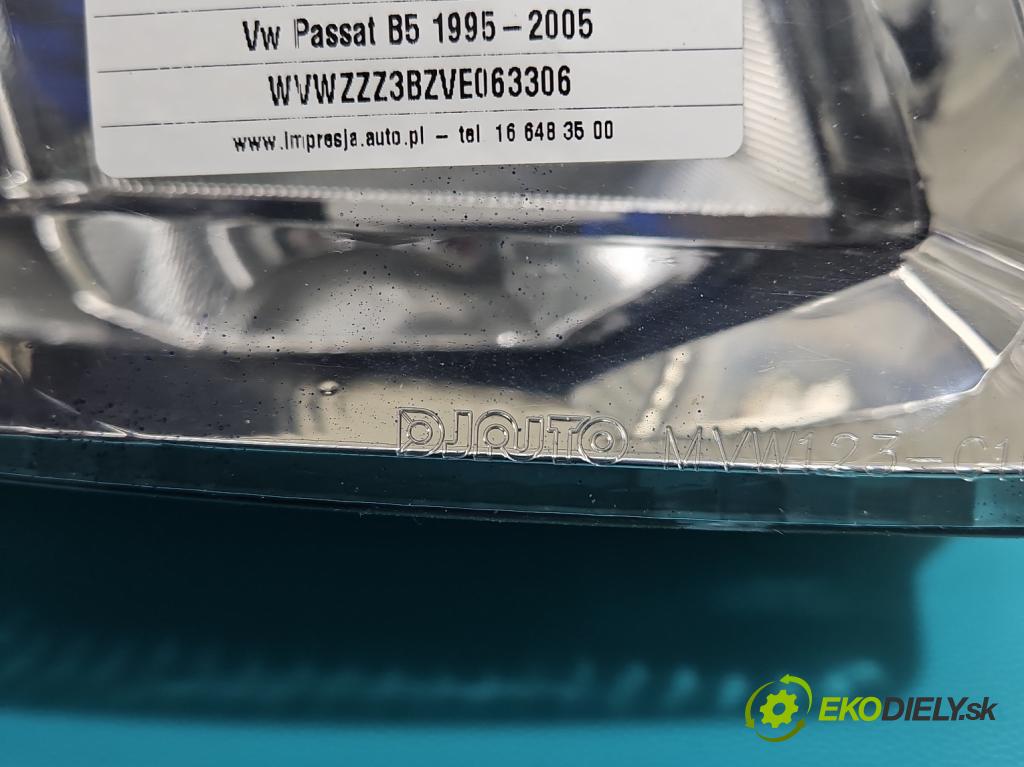 Vw Passat B5 1995-2005
WVWZZZ3BZVE063306
www.impresja.auto.pl - tel 16 648 35 00
DJAUTO MVW123-01
EKODIELY.sk